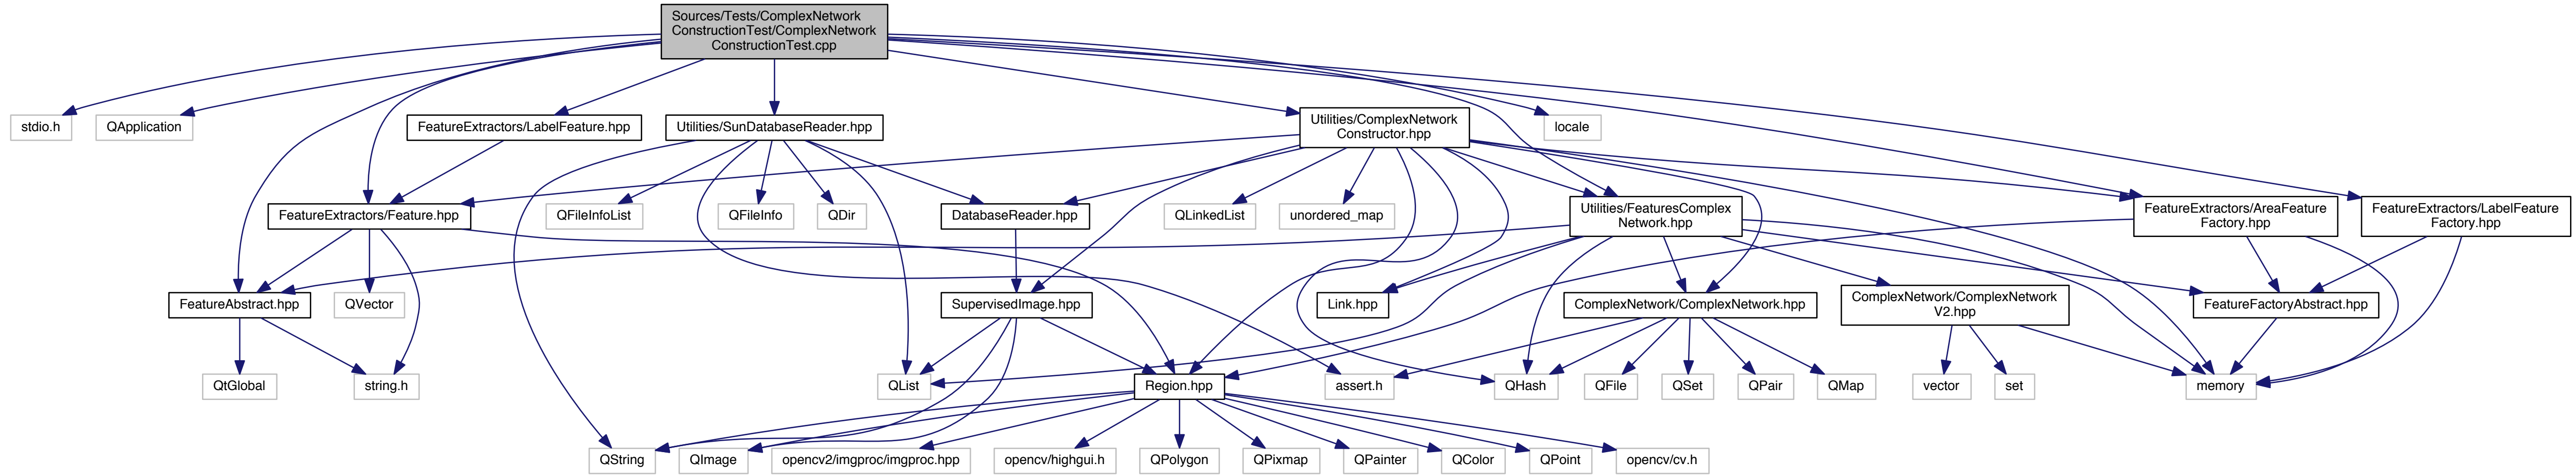 Sources/Tests/ComplexNetwork
ConstructionTest/ComplexNetwork
ConstructionTest.cpp
stdio.h
QApplication
FeatureExtractors/LabelFeature.hpp
Utilities/SunDatabaseReader.hpp
Utilities/ComplexNetwork
Constructor.hpp
locale
FeatureExtractors/Feature.hpp
QFileInfoList
QFileInfo
QDir
DatabaseReader.hpp
QLinkedList
unordered_map
Utilities/FeaturesComplex
Network.hpp
FeatureExtractors/AreaFeature
Factory.hpp
FeatureExtractors/LabelFeature
Factory.hpp
FeatureAbstract.hpp
QVector
SupervisedImage.hpp
Link.hpp
ComplexNetwork/ComplexNetwork.hpp
ComplexNetwork/ComplexNetwork
V2.hpp
FeatureFactoryAbstract.hpp
QtGlobal
string.h
QList
Region.hpp
assert.h
QHash
QFile
QSet
QPair
QMap
vector
set
memory
QString
QImage
opencv2/imgproc/imgproc.hpp
opencv/highgui.h
QPolygon
QPixmap
QPainter
QColor
QPoint
opencv/cv.h